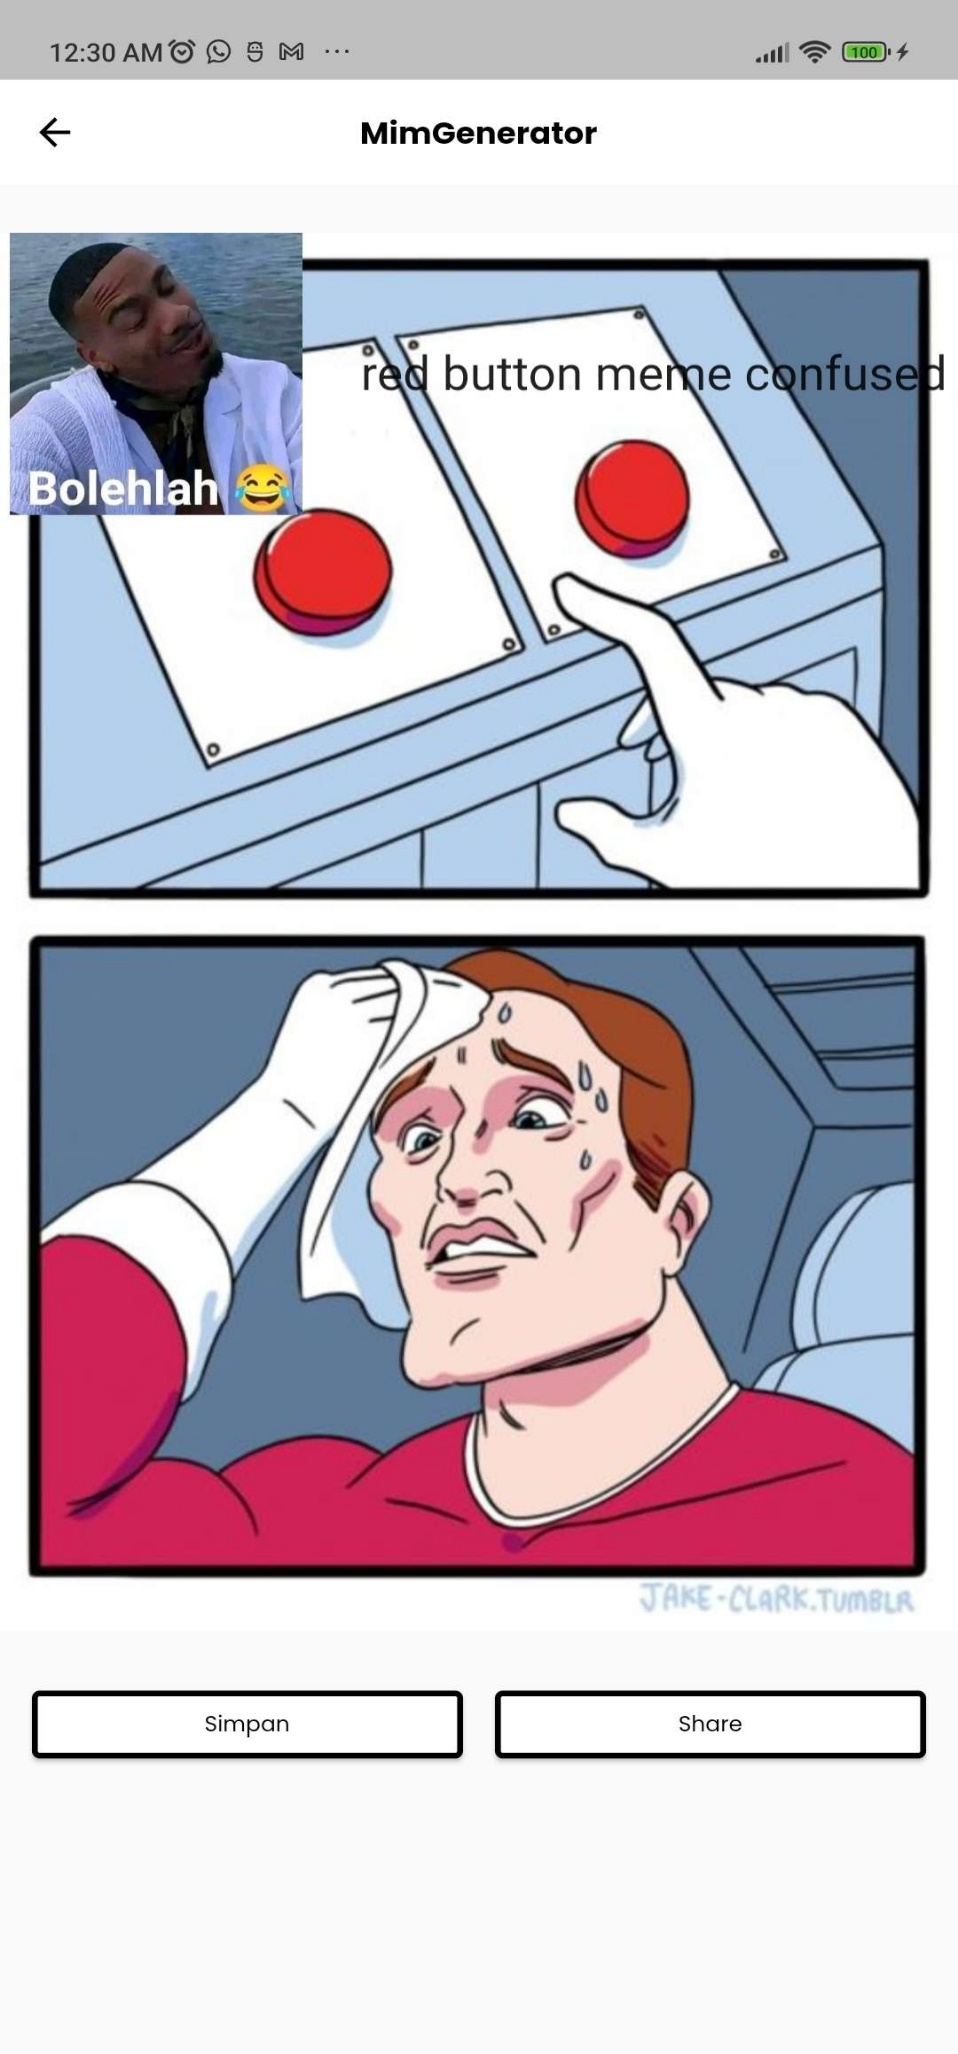 12:30 AM
100
MimGenerator
red button meme confused
Bolehlah 😂
JAKE-CLARK.TUMBLR
Simpan
Share